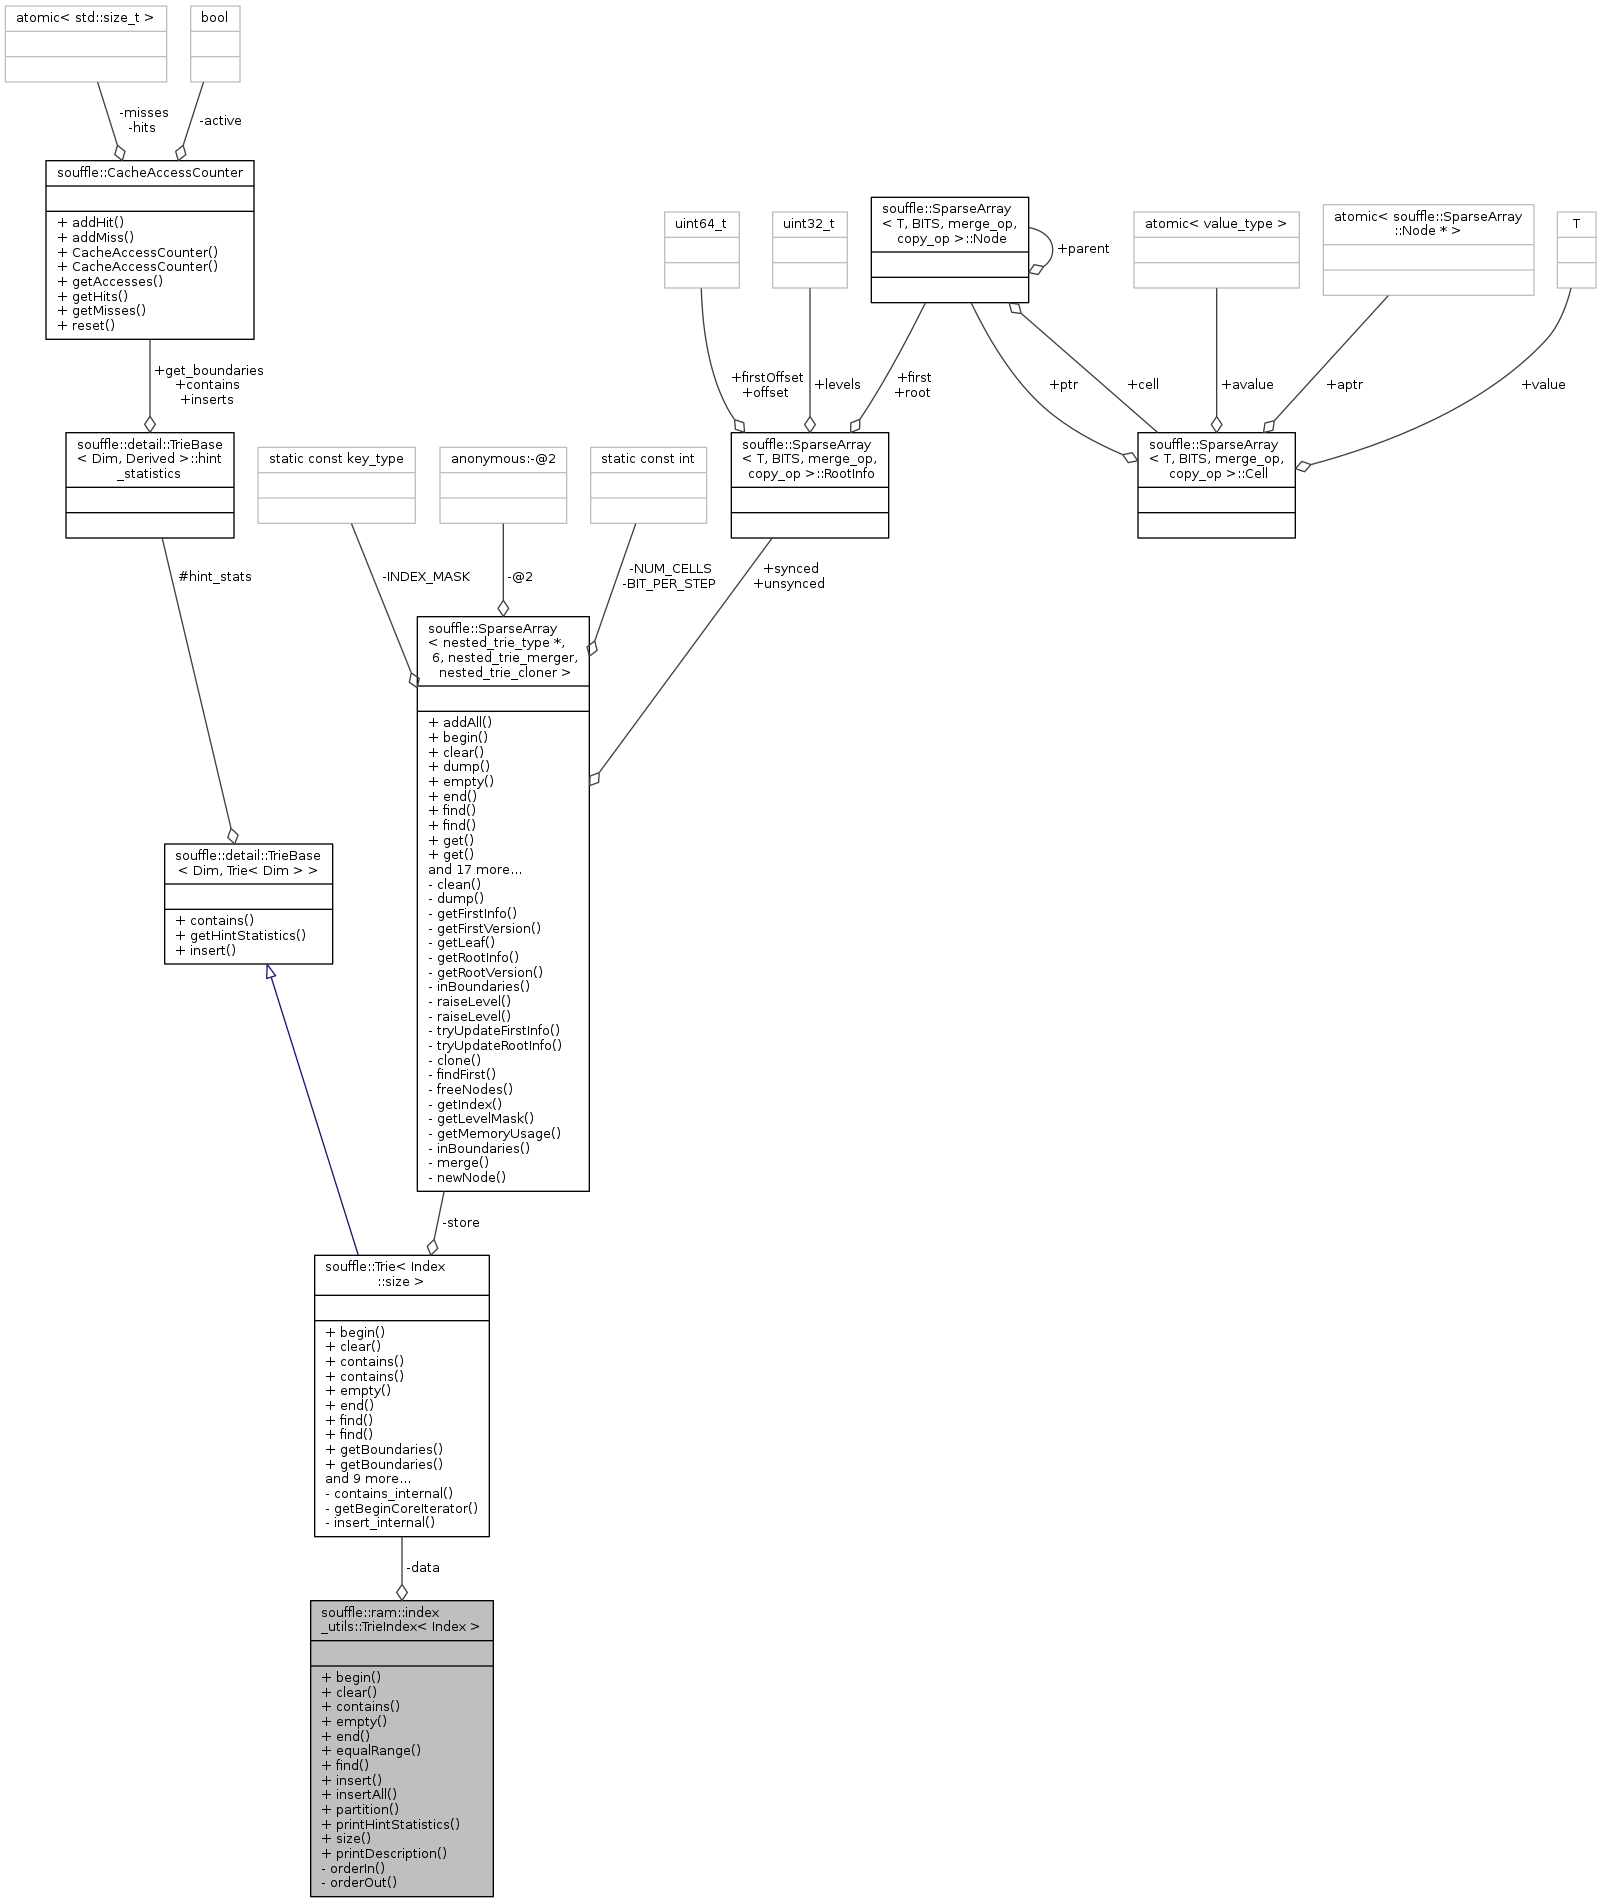 atomic< std::size_t >
bool
-misses
-hits
-active
souffle::CacheAccessCounter
+ addHit()
+ addMiss()
+ CacheAccessCounter()
+ CacheAccessCounter()
+ getAccesses()
+ getHits()
+ getMisses()
+ reset()
uint64_t
uint32_t
souffle::SparseArray
< T, BITS, merge_op,
copy_op >::Node
+parent
atomic< value_type >
atomic< souffle::SparseArray
::Node * >
T
+get_boundaries
+contains
+inserts
+firstOffset
+offset
+levels
+first
+root
+ptr
+cell
+avalue
+aptr
+value
souffle::detail::TrieBase
< Dim, Derived >::hint
_statistics
static const key_type
anonymous:-@2
static const int
souffle::SparseArray
< T, BITS, merge_op,
copy_op >::RootInfo
souffle::SparseArray
< T, BITS, merge_op,
copy_op >::Cell
#hint_stats
-INDEX_MASK
-@2
-NUM_CELLS
-BIT_PER_STEP
+synced
+unsynced
souffle::SparseArray
< nested_trie_type *,
6, nested_trie_merger,
nested_trie_cloner >
+ addAll()
+ begin()
+ clear()
+ dump()
+ empty()
+ end()
+ find()
+ find()
+ get()
+ get()
and 17 more...
- clean()
- dump()
- getFirstInfo()
- getFirstVersion()
- getLeaf()
- getRootInfo()
- getRootVersion()
- inBoundaries()
- raiseLevel()
- raiseLevel()
- tryUpdateFirstInfo()
- tryUpdateRootInfo()
- clone()
- findFirst()
- freeNodes()
- getIndex()
- getLevelMask()
- getMemoryUsage()
- inBoundaries()
- merge()
- newNode()
souffle::detail::TrieBase
< Dim, Trie< Dim > >
+ contains()
+ getHintStatistics()
+ insert()
-store
souffle::Trie< Index
::size >
+ begin()
+ clear()
+ contains()
+ contains()
+ empty()
+ end()
+ find()
+ find()
+ getBoundaries()
+ getBoundaries()
and 9 more...
- contains_internal()
- getBeginCoreIterator()
- insert_internal()
-data
souffle::ram::index
_utils::TrieIndex< Index >
+ begin()
+ clear()
+ contains()
+ empty()
+ end()
+ equalRange()
+ find()
+ insert()
+ insertAll()
+ partition()
+ printHintStatistics()
+ size()
+ printDescription()
- orderIn()
- orderOut()